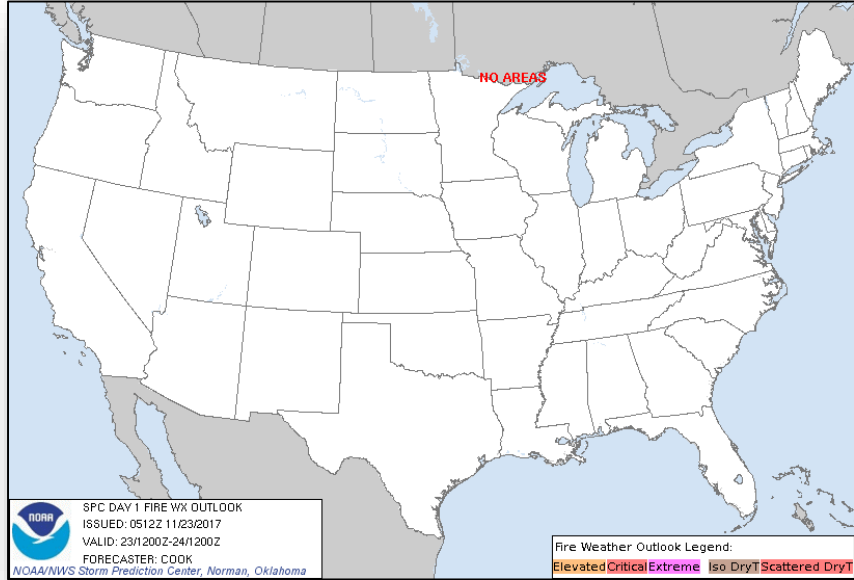 NO AREAS
NOAA
SPC DAY 1 FIRE WX OUTLOOK
ISSUED: 0512Z 11/23/2017
VALID: 23/1200Z-24/1200Z
FORECASTER: COOK
NOAA/NWS Storm Prediction Center, Norman, Oklahoma
Fire Weather Outlook Legend:
Elevated Critical Extreme Iso DryT Scattered DryT